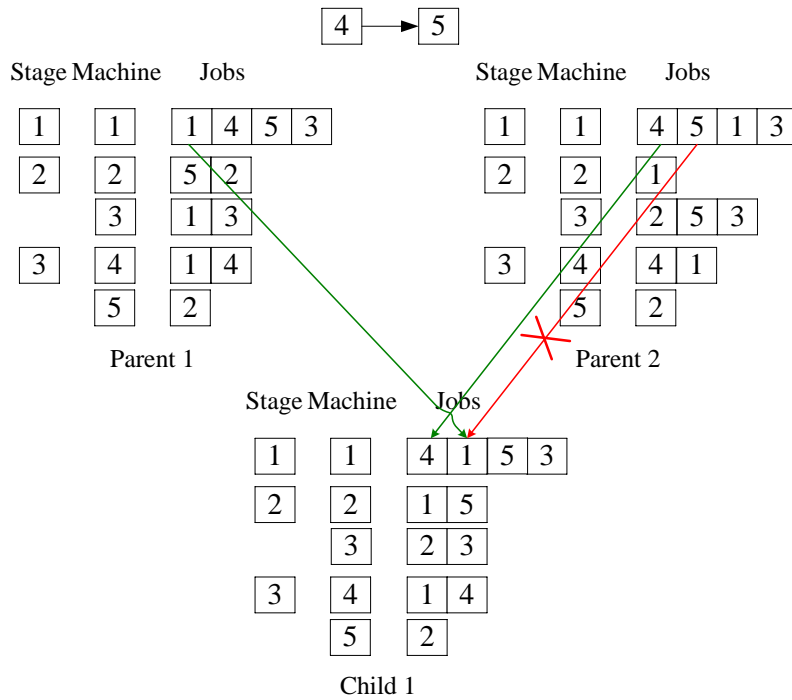 4 5
Stage Machine Jobs
1 1 1 4 5 3
2 2 5 2
3 1 3
3 4 1 4
5 2
Parent 1
Stage Machine Jobs
1 1 4 5 1 3
2 2 1
3 2 5 3
3 4 4 1
5 2
Parent 2
Stage Machine Jobs
1 1 4 1 5 3
2 2 1 5
3 2 3
3 4 1 4
5 2
Child 1